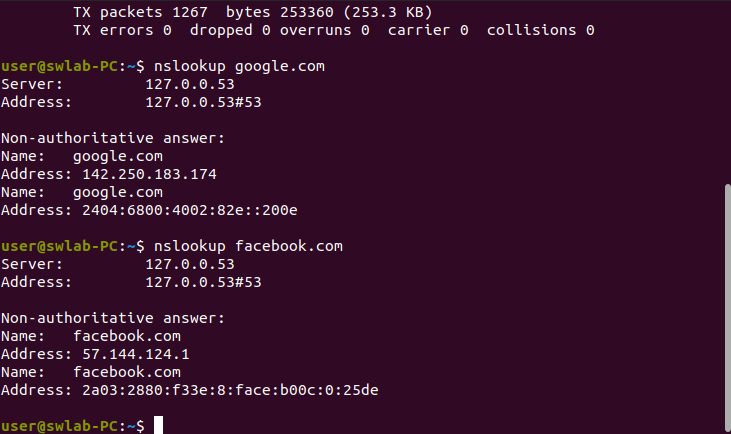 TX packets 1267  bytes 253360 (253.3 KB)
TX errors 0  dropped 0 overruns 0  carrier 0  collisions 0
user@swlab-PC:~$ nslookup google.com
Server:         127.0.0.53
Address:        127.0.0.53#53
Non-authoritative answer:
Name:   google.com
Address: 142.250.183.174
Name:   google.com
Address: 2404:6800:4002:82e::200e
user@swlab-PC:~$ nslookup facebook.com
Server:         127.0.0.53
Address:        127.0.0.53#53
Non-authoritative answer:
Name:   facebook.com
Address: 57.144.124.1
Name:   facebook.com
Address: 2a03:2880:f33e:8:face:b00c:0:25de
user@swlab-PC:~$